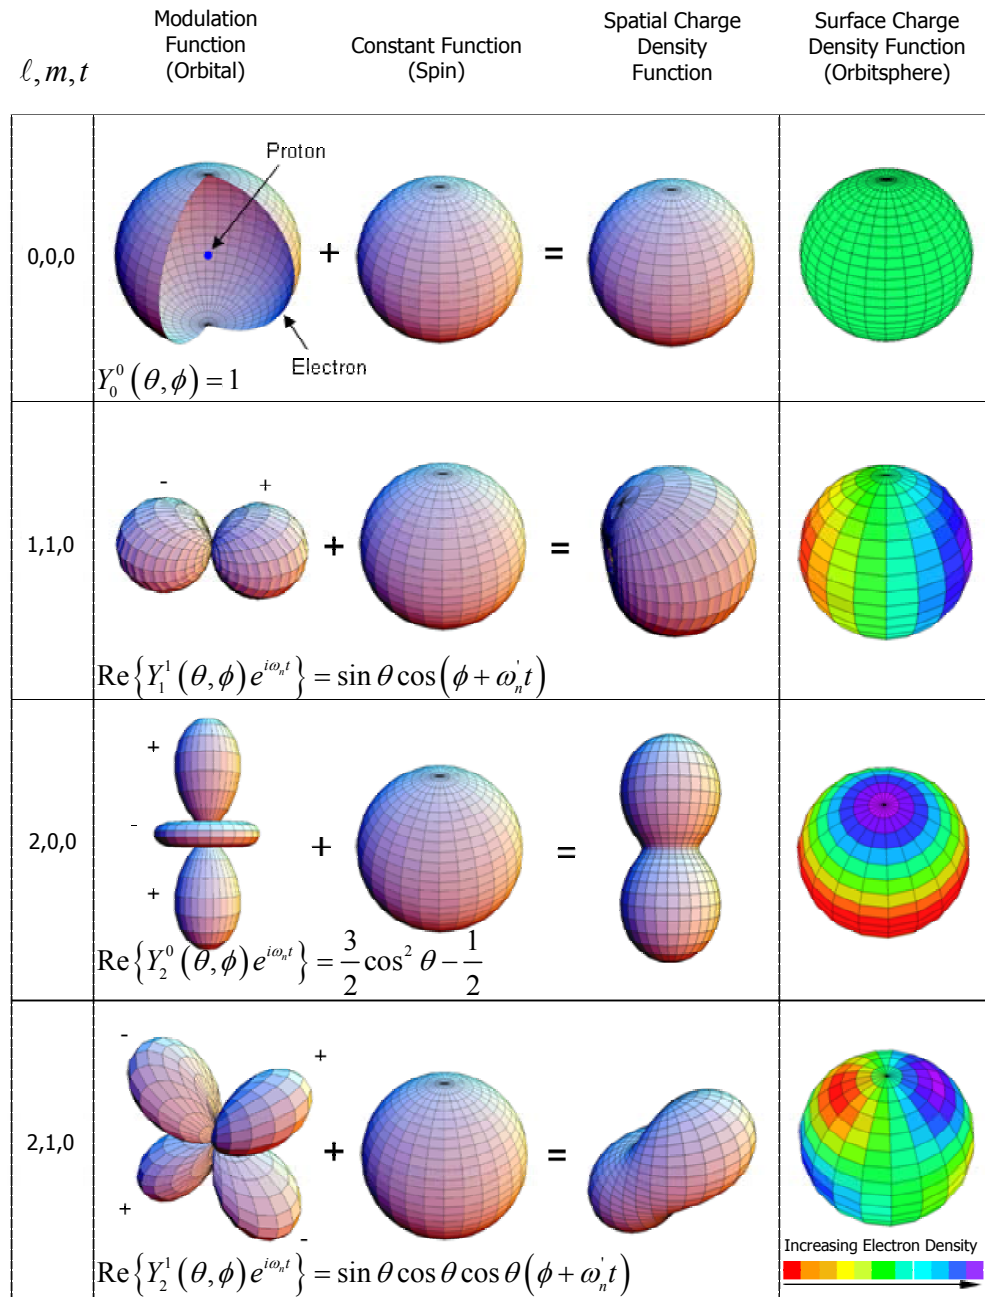 ℓ, m, t
Modulation
Function
(Orbital)
Constant Function
(Spin)
Spatial Charge
Density
Function
Surface Charge
Density Function
(Orbitsphere)
0,0,0
Proton
+
=
Electron
Y₀⁰(θ,ϕ) = 1
1,1,0
-
+
+
=
Re{Y₁¹(θ,ϕ)e^{iω_n t}} = sin θ cos(ϕ + ω'_n t)
2,0,0
+
-
+
+
=
Re{Y₂⁰(θ,ϕ)e^{iω_n t}} = 3/2 cos² θ − 1/2
2,1,0
-
+
+
=
+
-
Increasing Electron Density
Re{Y₂¹(θ,ϕ)e^{iω_n t}} = sin θ cos θ cos θ(ϕ + ω'_n t)